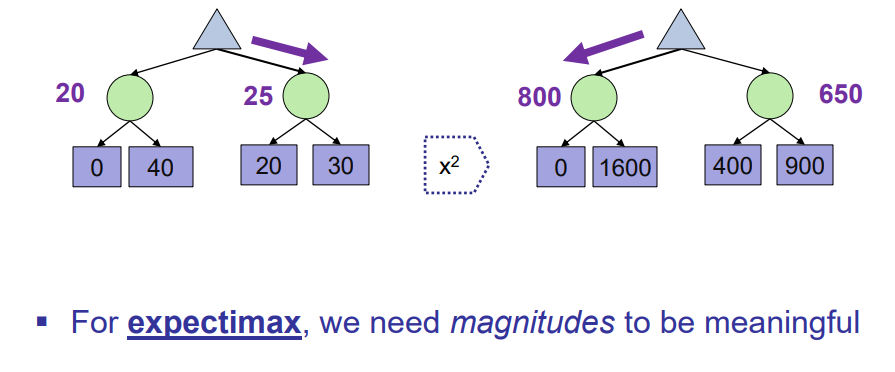 20 25 800 650
0 40 20 30 x² 0 1600 400 900
▪ For expectimax, we need magnitudes to be meaningful